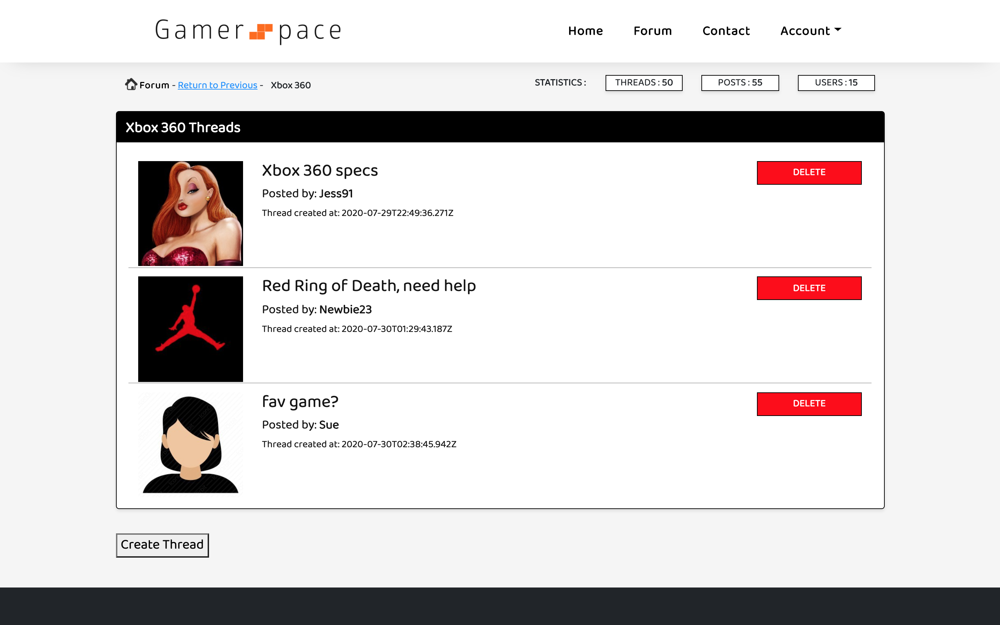 Gamer pace
Home Forum Contact Account
Forum - Return to Previous - Xbox 360
STATISTICS : THREADS : 50 POSTS : 55 USERS : 15
Xbox 360 Threads
Xbox 360 specs
DELETE
Posted by: Jess91
Thread created at: 2020-07-29T22:49:36.271Z
Red Ring of Death, need help
DELETE
Posted by: Newbie23
Thread created at: 2020-07-30T01:29:43.187Z
fav game?
DELETE
Posted by: Sue
Thread created at: 2020-07-30T02:38:45.942Z
Create Thread